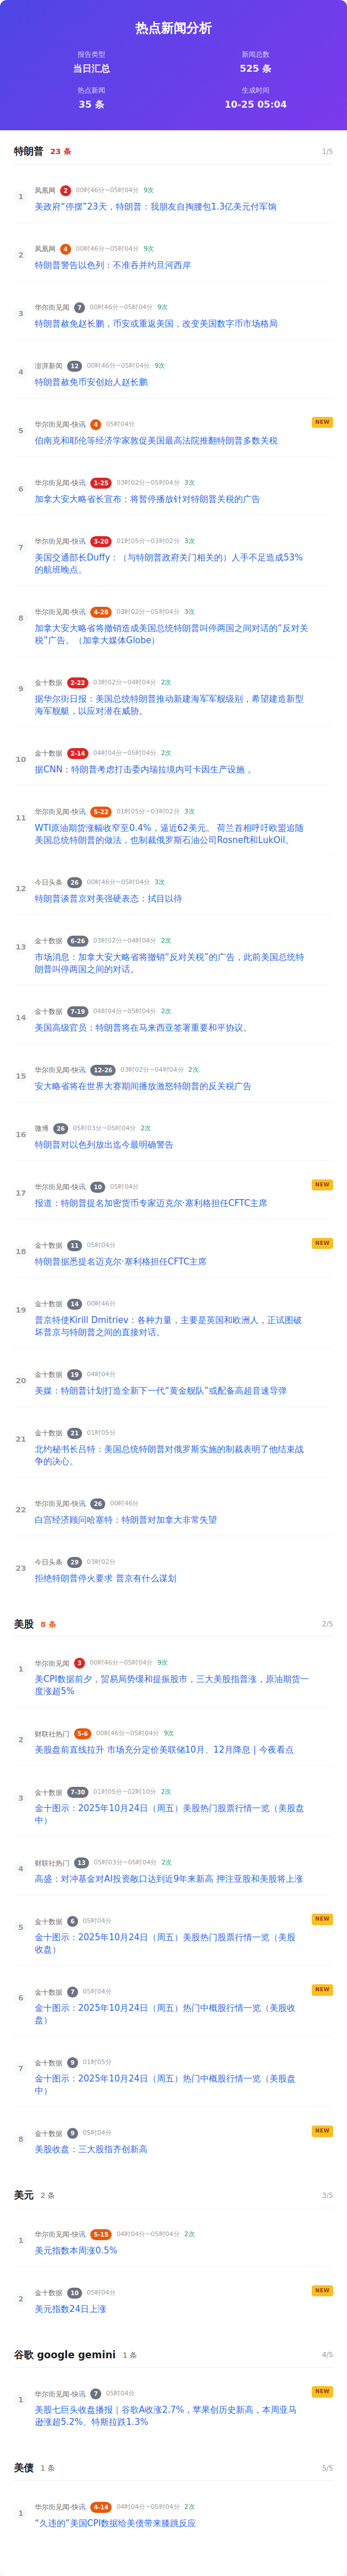 热点新闻分析
报告类型
新闻总数
当日汇总
525 条
热点新闻
生成时间
35 条
10-25 05:04
特朗普 23 条 1/5
1 凤凰网 2 00时46分~05时04分 9次
美政府“停摆”23天，特朗普：我朋友自掏腰包1.3亿美元付军饷
2 凤凰网 4 00时46分~05时04分 9次
特朗普警告以色列：不准吞并约旦河西岸
3 华尔街见闻 7 00时46分~05时04分 9次
特朗普赦免赵长鹏，币安或重返美国，改变美国数字币市场格局
4 澎湃新闻 12 00时46分~05时04分 9次
特朗普赦免币安创始人赵长鹏
5 华尔街见闻-快讯 4 05时04分 NEW
伯南克和耶伦等经济学家敦促美国最高法院推翻特朗普多数关税
6 华尔街见闻-快讯 1-25 03时02分~05时04分 3次
加拿大安大略省长宣布：将暂停播放针对特朗普关税的广告
7 华尔街见闻-快讯 3-20 01时05分~03时02分 3次
美国交通部长Duffy：（与特朗普政府关门相关的）人手不足造成53%
的航班晚点。
8 华尔街见闻-快讯 4-28 03时02分~05时04分 3次
加拿大安大略省将撤销造成美国总统特朗普叫停两国之间对话的“反对关
税”广告。（加拿大媒体Globe）
9 金十数据 2-22 03时02分~04时04分 2次
据华尔街日报：美国总统特朗普推动新建海军军舰级别，希望建造新型
海军舰艇，以应对潜在威胁。
10 金十数据 2-14 04时04分~05时04分 2次
据CNN：特朗普考虑打击委内瑞拉境内可卡因生产设施 。
11 华尔街见闻-快讯 5-22 01时05分~03时02分 3次
WTI原油期货涨幅收窄至0.4%，逼近62美元。 荷兰首相呼吁欧盟追随
美国总统特朗普的做法，也制裁俄罗斯石油公司Rosneft和LukOil。
12 今日头条 26 00时46分~05时04分 3次
特朗普谈普京对美强硬表态：拭目以待
13 金十数据 6-26 03时02分~04时04分 2次
市场消息：加拿大安大略省将撤销“反对关税”的广告，此前美国总统特
朗普叫停两国之间的对话。
14 金十数据 7-19 04时04分~05时04分 2次
美国高级官员：特朗普将在马来西亚签署重要和平协议。
15 华尔街见闻-快讯 12-26 03时02分~04时04分 2次
安大略省将在世界大赛期间播放激怒特朗普的反关税广告
16 微博 26 05时03分~05时04分 2次
特朗普对以色列放出迄今最明确警告
17 华尔街见闻-快讯 10 05时04分 NEW
报道：特朗普提名加密货币专家迈克尔·塞利格担任CFTC主席
18 金十数据 11 05时04分 NEW
特朗普据悉提名迈克尔·塞利格担任CFTC主席
19 金十数据 14 00时46分
普京特使Kirill Dmitriev：各种力量，主要是英国和欧洲人，正试图破
坏普京与特朗普之间的直接对话。
20 金十数据 19 04时04分
美媒：特朗普计划打造全新下一代“黄金舰队”或配备高超音速导弹
21 金十数据 21 01时05分
北约秘书长吕特：美国总统特朗普对俄罗斯实施的制裁表明了他结束战
争的决心。
22 华尔街见闻-快讯 26 00时46分
白宫经济顾问哈塞特：特朗普对加拿大非常失望
23 今日头条 29 03时02分
拒绝特朗普停火要求 普京有什么谋划
美股 8 条 2/5
1 华尔街见闻 3 00时46分~05时04分 9次
美CPI数据前夕，贸易局势缓和提振股市，三大美股指普涨，原油期货一
度涨超5%
2 财联社热门 5-6 00时46分~05时04分 9次
美股盘前直线拉升 市场充分定价美联储10月、12月降息 | 今夜看点
3 金十数据 7-30 01时05分~02时10分 2次
金十图示：2025年10月24日（周五）美股热门股票行情一览（美股盘
中）
4 财联社热门 13 05时03分~05时04分 2次
高盛：对冲基金对AI投资敞口达到近9年来新高 押注亚股和美股将上涨
5 金十数据 6 05时04分 NEW
金十图示：2025年10月24日（周五）美股热门股票行情一览（美股
收盘）
6 金十数据 7 05时04分 NEW
金十图示：2025年10月24日（周五）热门中概股行情一览（美股收
盘）
7 金十数据 9 01时05分
金十图示：2025年10月24日（周五）热门中概股行情一览（美股盘
中）
8 金十数据 9 05时04分 NEW
美股收盘：三大股指齐创新高
美元 2 条 3/5
1 华尔街见闻-快讯 5-15 04时04分~05时04分 2次
美元指数本周涨0.5%
2 金十数据 10 05时04分 NEW
美元指数24日上涨
谷歌 google gemini 1 条 4/5
1 华尔街见闻-快讯 7 05时04分 NEW
美股七巨头收盘播报｜谷歌A收涨2.7%，苹果创历史新高，本周亚马
逊涨超5.2%、特斯拉跌1.3%
美债 1 条 5/5
1 华尔街见闻-快讯 4-14 04时04分~05时04分 2次
“久违的”美国CPI数据给美债带来膝跳反应